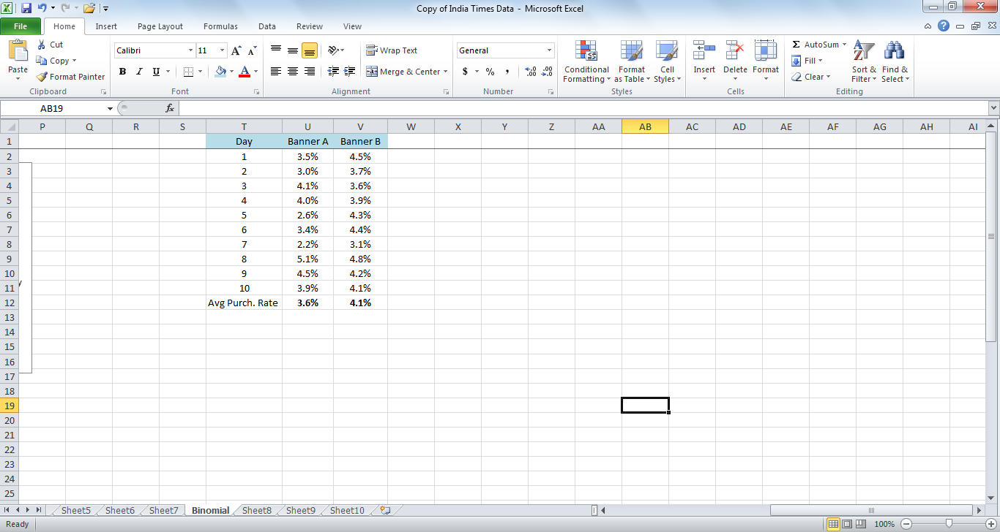 Copy of India Times Data - Microsoft Excel
File Home Insert Page Layout Formulas Data Review View
Paste Cut Copy Format Painter Clipboard
Calibri 11 A A B I U A Font
Wrap Text Merge & Center Alignment
General $ % , .00 .0 Number
Conditional Formatting Format as Table Cell Styles Styles
Insert Delete Format Cells
Σ AutoSum Fill Clear Sort & Filter Find & Select Editing
AB19 fx
P Q R S T U V W X Y Z AA AB AC AD AE AF AG AH AI
1 Day Banner A Banner B
2 1 3.5% 4.5%
3 2 3.0% 3.7%
4 3 4.1% 3.6%
5 4 4.0% 3.9%
6 5 2.6% 4.3%
7 6 3.4% 4.4%
8 7 2.2% 3.1%
9 8 5.1% 4.8%
10 9 4.5% 4.2%
11 10 3.9% 4.1%
12 Avg Purch. Rate 3.6% 4.1%
13
14
15
16
17
18
19
20
21
22
23
24
25
Sheet5 Sheet6 Sheet7 Binomial Sheet8 Sheet9 Sheet10
Ready 100%